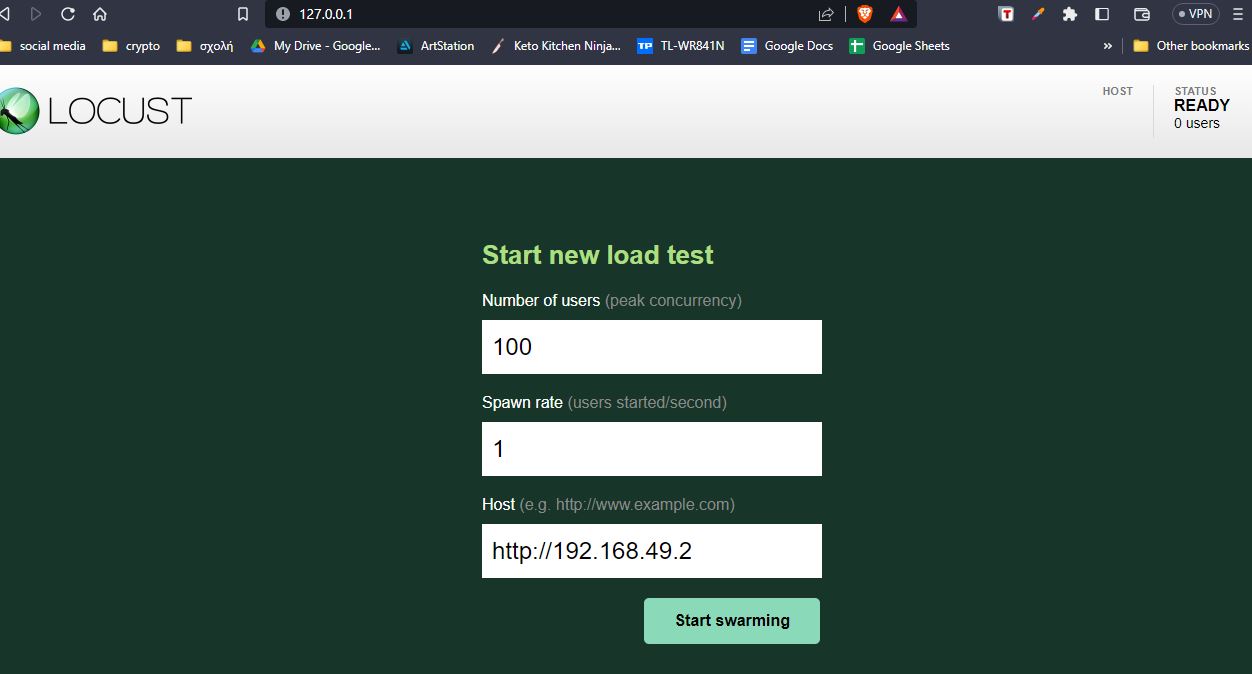 127.0.0.1
VPN
social media crypto σχολή My Drive - Google... ArtStation Keto Kitchen Ninja... TP TL-WR841N Google Docs Google Sheets » Other bookmarks
LOCUST
HOST
STATUS
READY
0 users
Start new load test
Number of users (peak concurrency)
100
Spawn rate (users started/second)
1
Host (e.g. http://www.example.com)
http://192.168.49.2
Start swarming